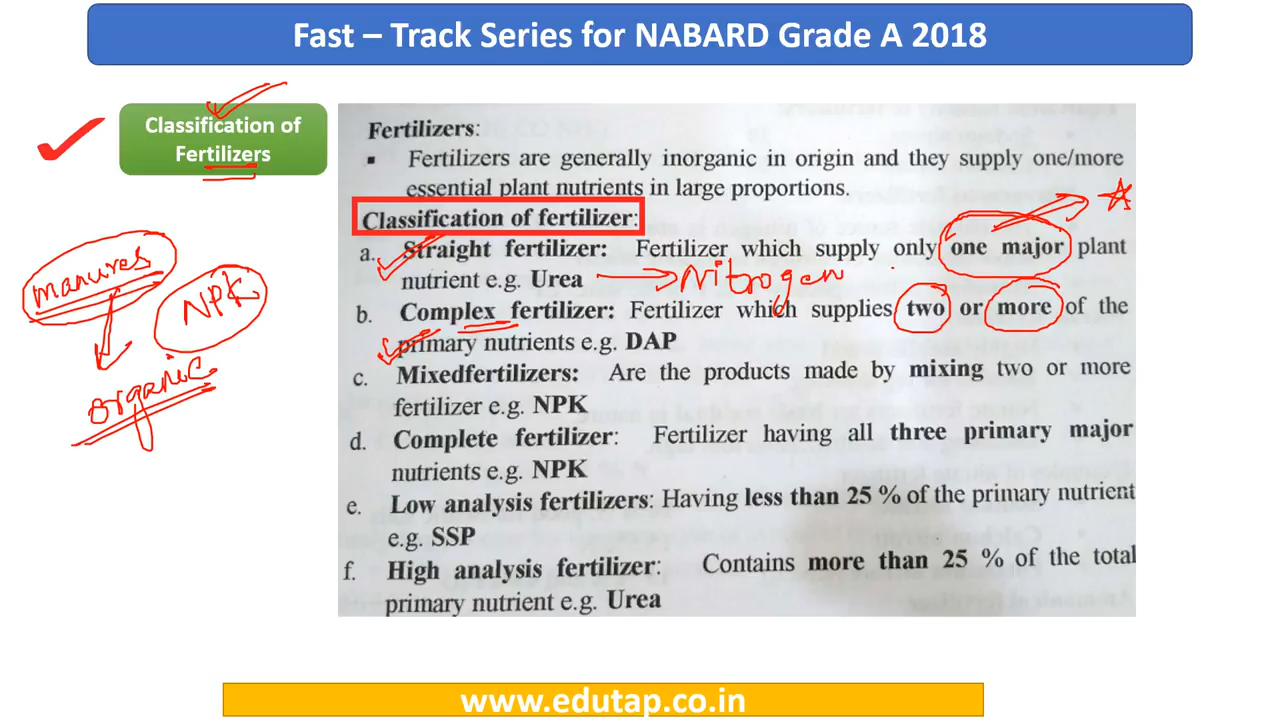 Fast – Track Series for NABARD Grade A 2018
Classification of
Fertilizers
manures
NPK
organic
Fertilizers:
▪ Fertilizers are generally inorganic in origin and they supply one/more
essential plant nutrients in large proportions.
Classification of fertilizer:
a. Straight fertilizer: Fertilizer which supply only one major plant
nutrient e.g. Urea → Nitrogen
b. Complex fertilizer: Fertilizer which supplies two or more of the
primary nutrients e.g. DAP
c. Mixedfertilizers: Are the products made by mixing two or more
fertilizer e.g. NPK
d. Complete fertilizer: Fertilizer having all three primary major
nutrients e.g. NPK
e. Low analysis fertilizers: Having less than 25 % of the primary nutrient
e.g. SSP
f. High analysis fertilizer: Contains more than 25 % of the total
primary nutrient e.g. Urea
www.edutap.co.in